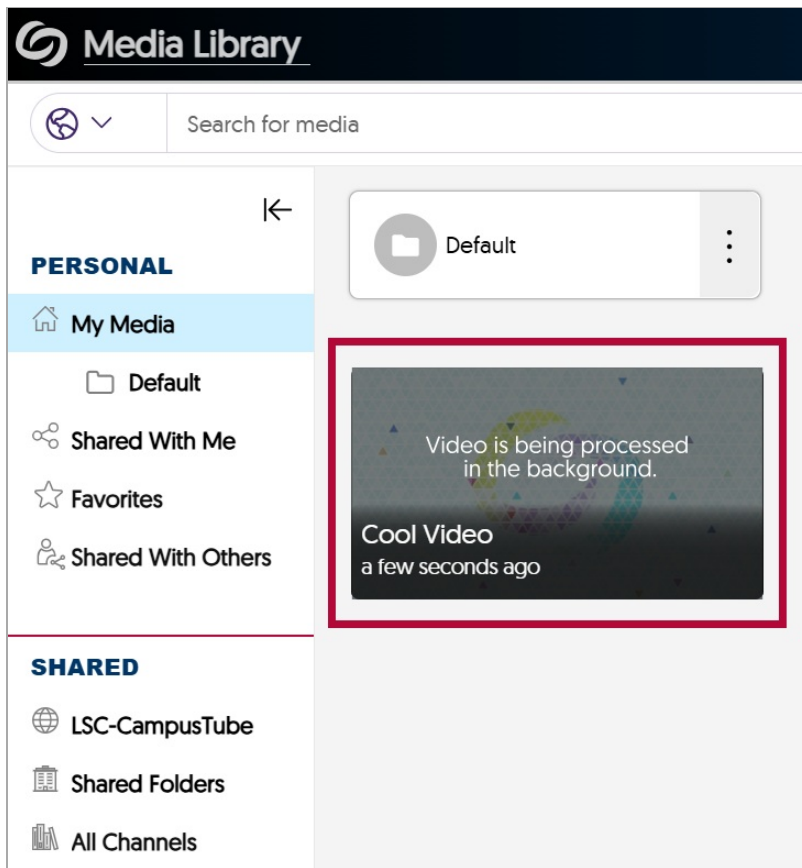 Media Library
Search for media
PERSONAL
My Media
Default
Shared With Me
Favorites
Shared With Others
SHARED
LSC-CampusTube
Shared Folders
All Channels
Default
Video is being processed
in the background.
Cool Video
a few seconds ago